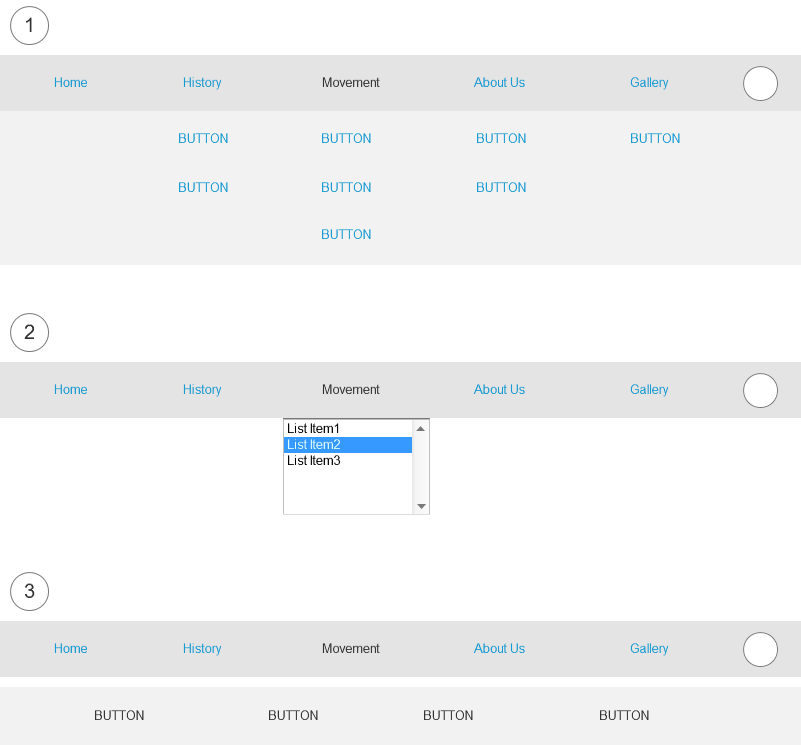 1
Home History Movement About Us Gallery
BUTTON BUTTON BUTTON BUTTON
BUTTON BUTTON BUTTON
BUTTON
2
Home History Movement About Us Gallery
List Item1
List Item2
List Item3
3
Home History Movement About Us Gallery
BUTTON BUTTON BUTTON BUTTON